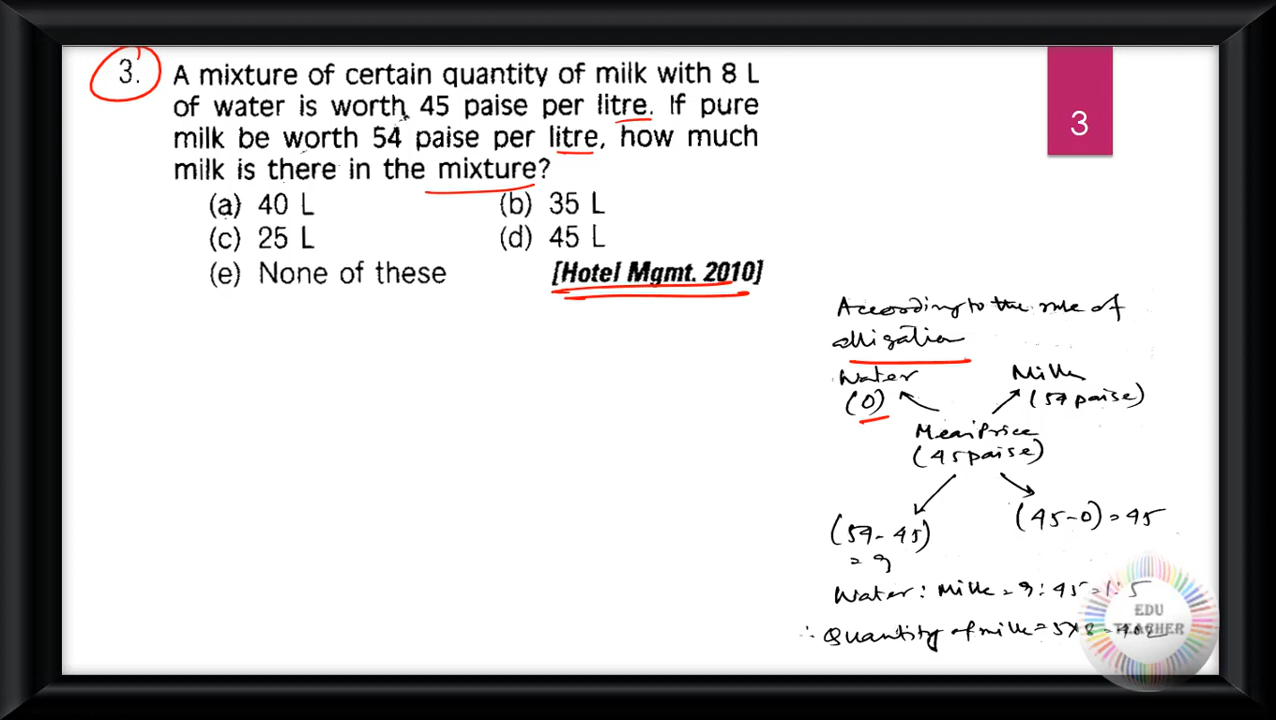 3.
A mixture of certain quantity of milk with 8 L
of water is worth 45 paise per litre. If pure
milk be worth 54 paise per litre, how much
milk is there in the mixture?
(a) 40 L (b) 35 L
(c) 25 L (d) 45 L
(e) None of these [Hotel Mgmt. 2010]
3
According to the rule of
alligation
Water Milk
(0) (54 paise)
Mean Price
(45 paise)
(54-45) (45-0) = 45
= 9
Water : Milk = 9 : 45 = 1 : 5
∴ Quantity of milk = 5×8 = 40L
EDU
TEACHER